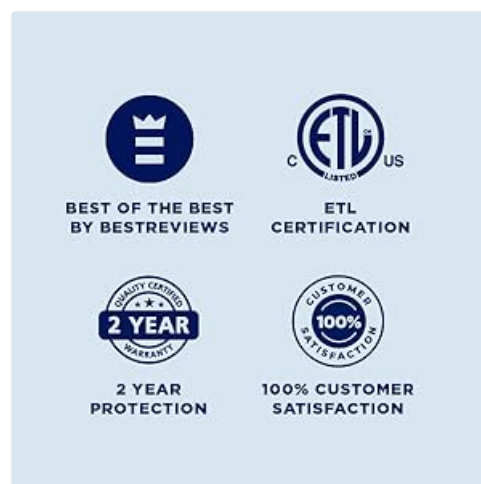 C ETL US
LISTED
BEST OF THE BEST
BY BESTREVIEWS
ETL
CERTIFICATION
QUALITY CERTIFIED
2 YEAR
WARRANTY
CUSTOMER
100%
SATISFACTION
2 YEAR
PROTECTION
100% CUSTOMER
SATISFACTION